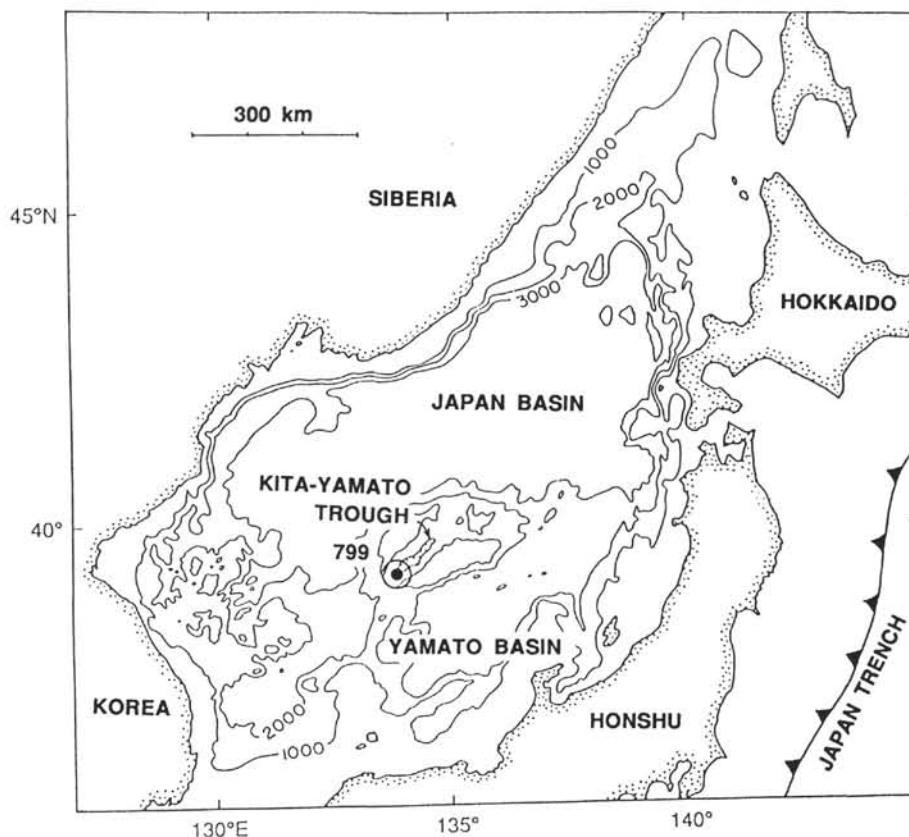 300 km
1000
2000
SIBERIA
45°N
3000
HOKKAIDO
JAPAN BASIN
KITA-YAMATO
TROUGH
40°
799
YAMATO BASIN
KOREA
2000
1000
HONSHU
JAPAN TRENCH
130°E
135°
140°
140°